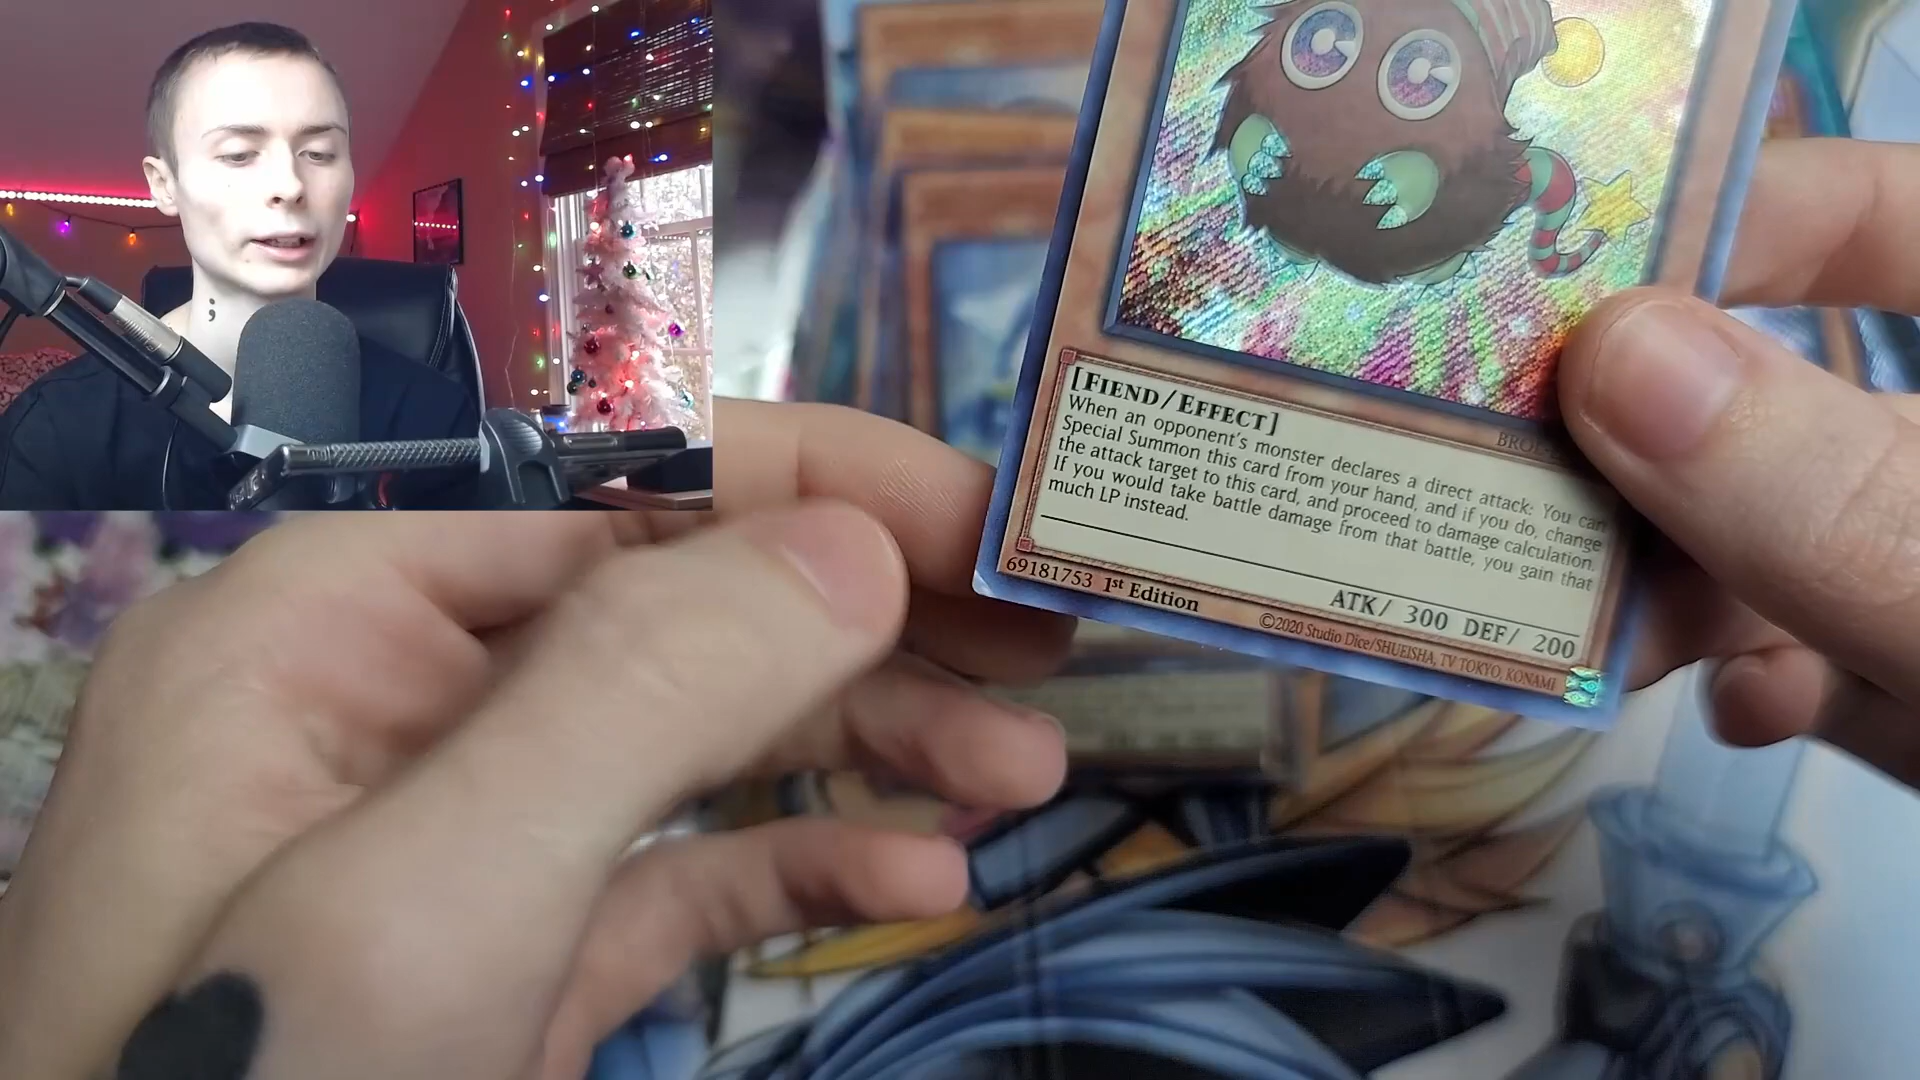 BROL-
[FIEND/EFFECT]
When an opponent's monster declares a direct attack: You can
Special Summon this card from your hand, and if you do, change
the attack target to this card, and proceed to damage calculation.
If you would take battle damage from that battle, you gain that
much LP instead.
ATK/ 300 DEF/ 200
69181753 1st Edition
©2020 Studio Dice/SHUEISHA, TV TOKYO, KONAMI